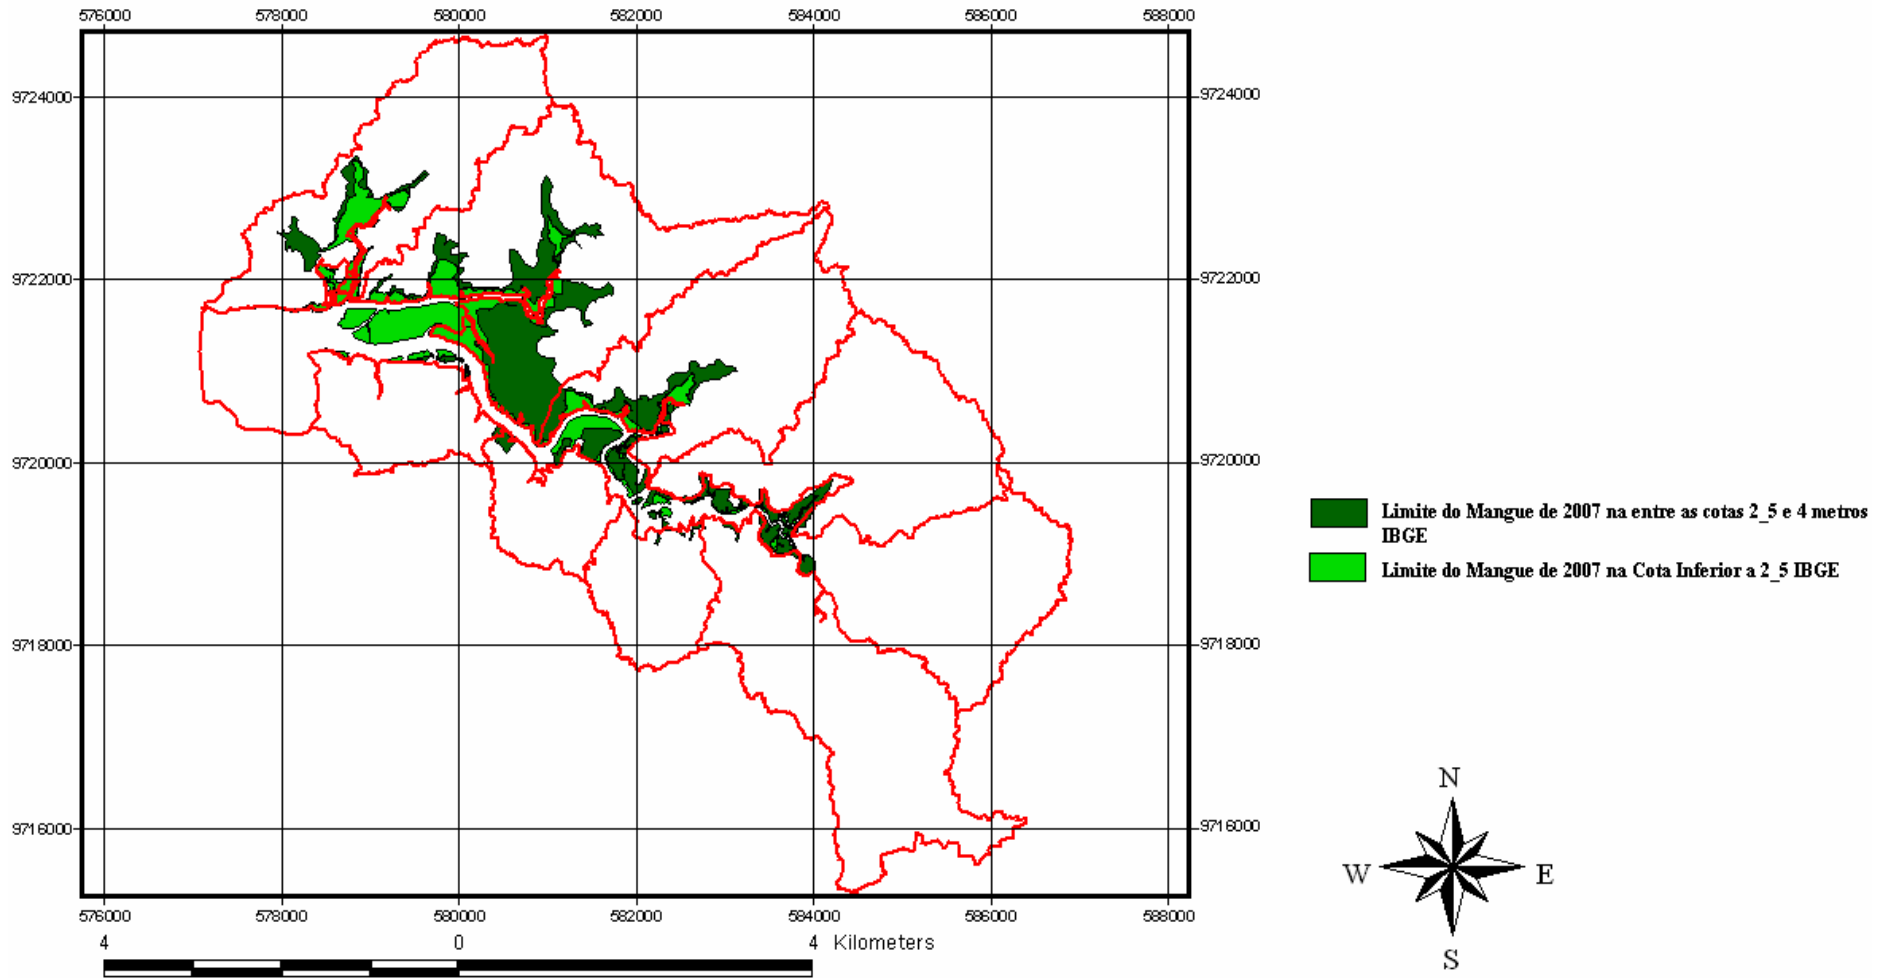 576000 578000 580000 582000 584000 586000 588000
9724000 9724000
9722000 9722000
9720000 9720000
9718000 9718000
9716000 9716000
576000 578000 580000 582000 584000 586000 588000
4 0 4 Kilometers
Limite do Mangue de 2007 na entre as cotas 2_5 e 4 metros
IBGE
Limite do Mangue de 2007 na Cota Inferior a 2_5 IBGE
N
W E
S